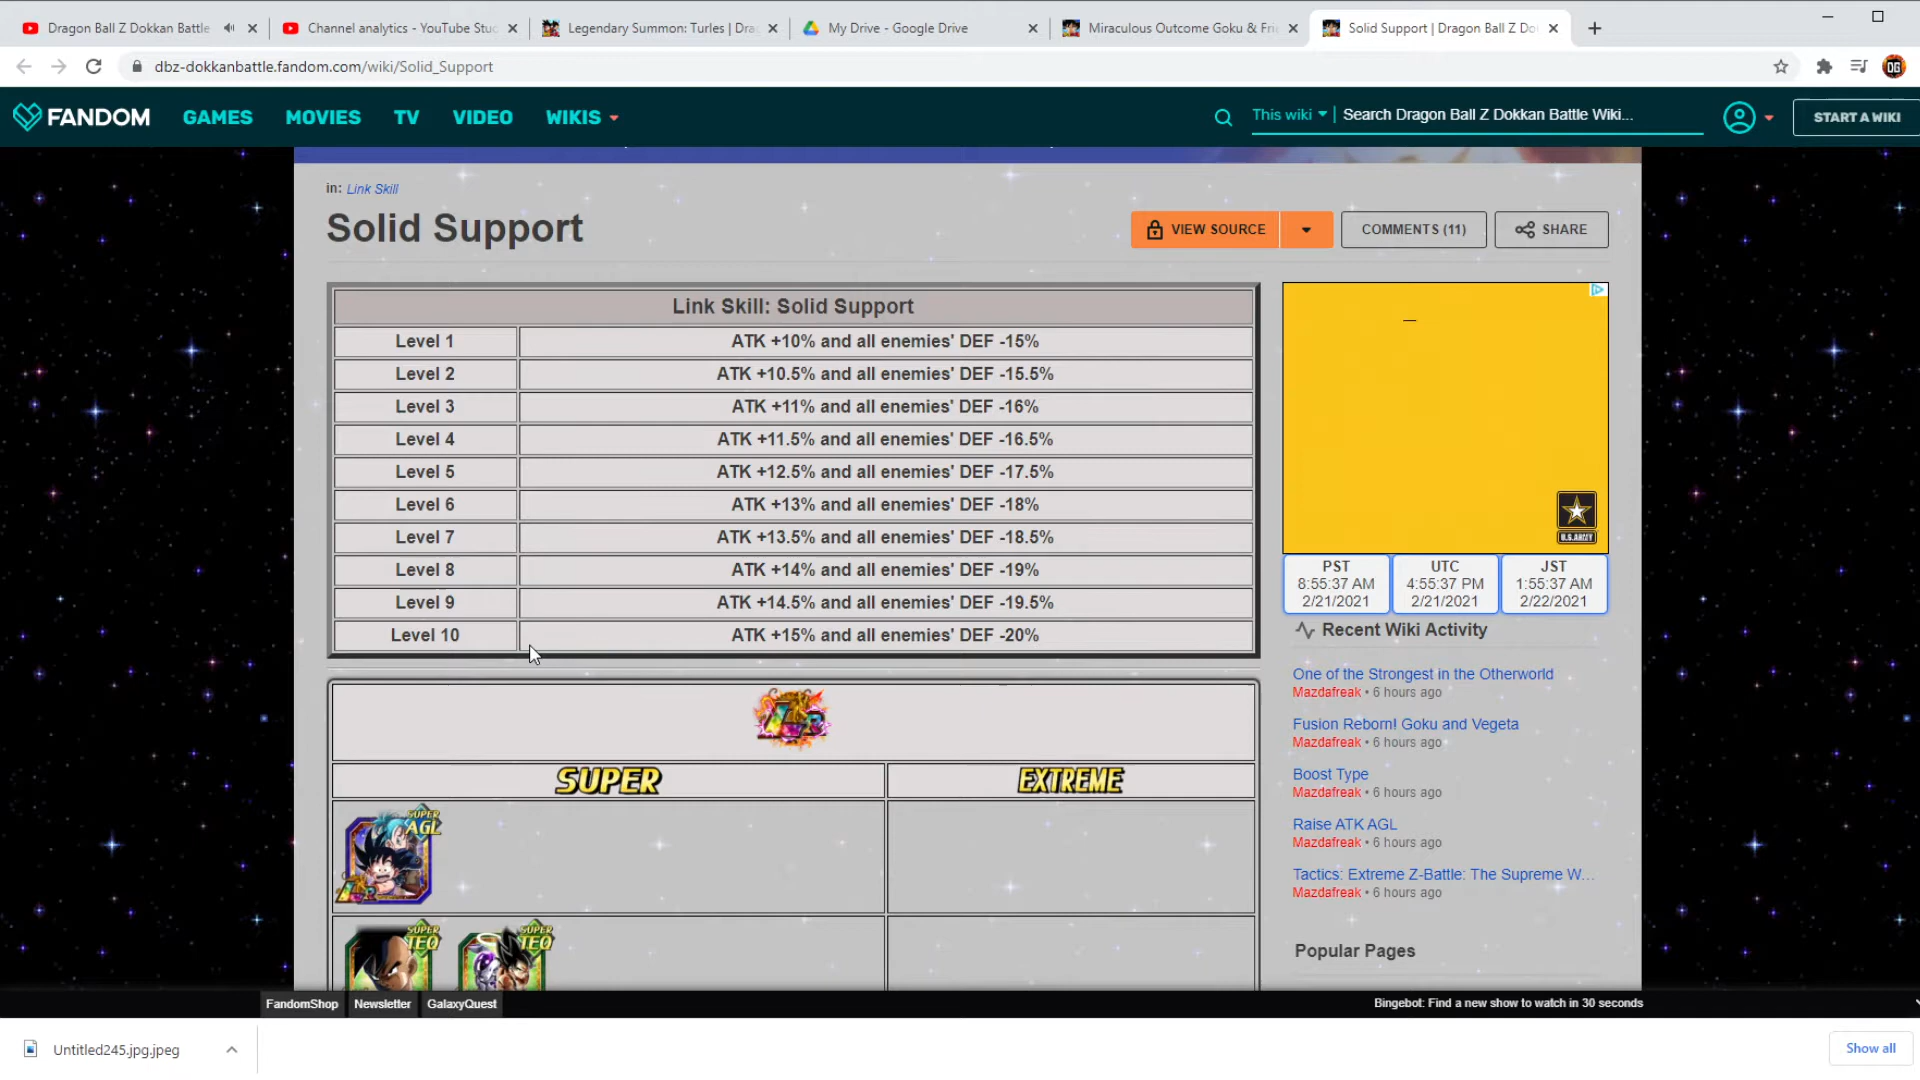 Dragon Ball Z Dokkan Battle
Channel analytics - YouTube Stu
Legendary Summon: Turles | Dra
My Drive - Google Drive
Miraculous Outcome Goku & Fri
Solid Support | Dragon Ball Z Do
dbz-dokkanbattle.fandom.com/wiki/Solid_Support
DG
FANDOM
GAMES
MOVIES
TV
VIDEO
WIKIS
This wiki
Search Dragon Ball Z Dokkan Battle Wiki...
START A WIKI
in: Link Skill
Solid Support
VIEW SOURCE
COMMENTS (11)
SHARE
Link Skill: Solid Support
Level 1 ATK +10% and all enemies' DEF -15%
Level 2 ATK +10.5% and all enemies' DEF -15.5%
Level 3 ATK +11% and all enemies' DEF -16%
Level 4 ATK +11.5% and all enemies' DEF -16.5%
Level 5 ATK +12.5% and all enemies' DEF -17.5%
Level 6 ATK +13% and all enemies' DEF -18%
Level 7 ATK +13.5% and all enemies' DEF -18.5%
Level 8 ATK +14% and all enemies' DEF -19%
Level 9 ATK +14.5% and all enemies' DEF -19.5%
Level 10 ATK +15% and all enemies' DEF -20%
LR
SUPER
EXTREME
SUPER
AGL
LR
SUPER
TEQ
SUPER
TEQ
U.S.ARMY
PST
8:55:37 AM
2/21/2021
UTC
4:55:37 PM
2/21/2021
JST
1:55:37 AM
2/22/2021
Recent Wiki Activity
One of the Strongest in the Otherworld
Mazdafreak • 6 hours ago
Fusion Reborn! Goku and Vegeta
Mazdafreak • 6 hours ago
Boost Type
Mazdafreak • 6 hours ago
Raise ATK AGL
Mazdafreak • 6 hours ago
Tactics: Extreme Z-Battle: The Supreme W...
Mazdafreak • 6 hours ago
Popular Pages
FandomShop
Newsletter
GalaxyQuest
Bingebot: Find a new show to watch in 30 seconds
Untitled245.jpg.jpeg
Show all